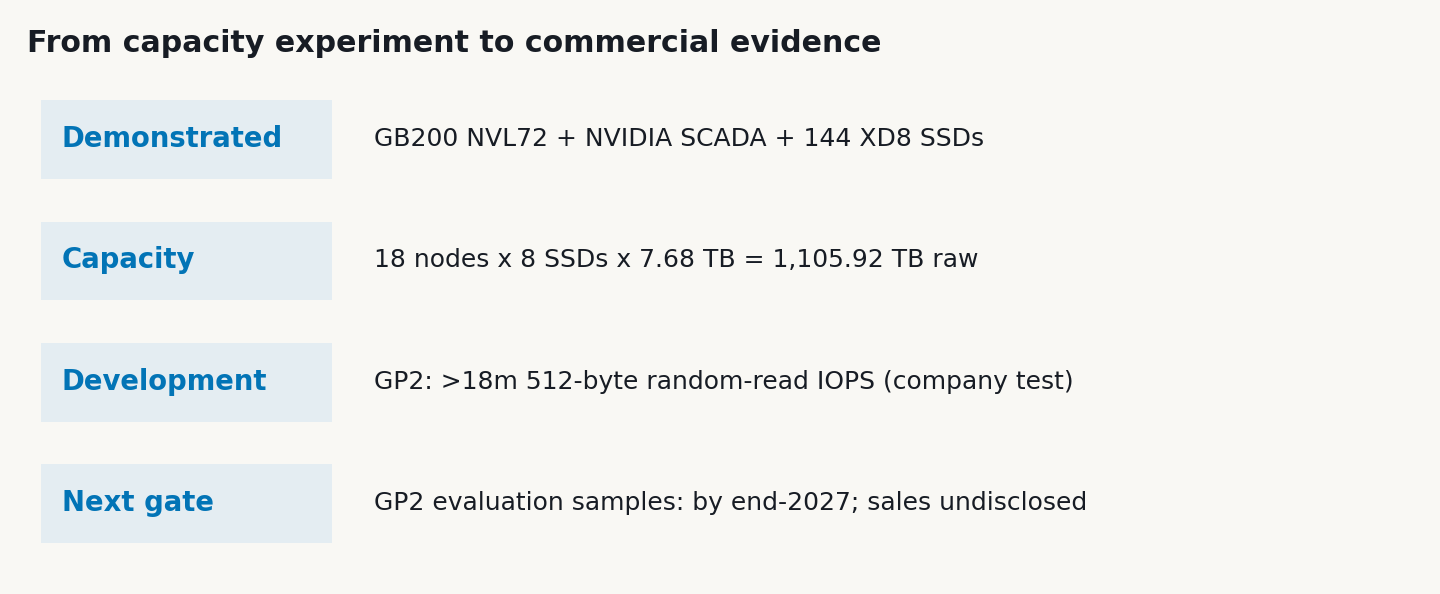 From capacity experiment to commercial evidence
Demonstrated
GB200 NVL72 + NVIDIA SCADA + 144 XD8 SSDs
Capacity
18 nodes x 8 SSDs x 7.68 TB = 1,105.92 TB raw
Development
GP2: >18m 512-byte random-read IOPS (company test)
Next gate
GP2 evaluation samples: by end-2027; sales undisclosed